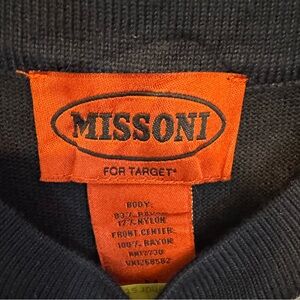 MISSONI
FOR TARGET®
BODY:
83% RAYON
17% NYLON
FRONT CENTER:
100% RAYON